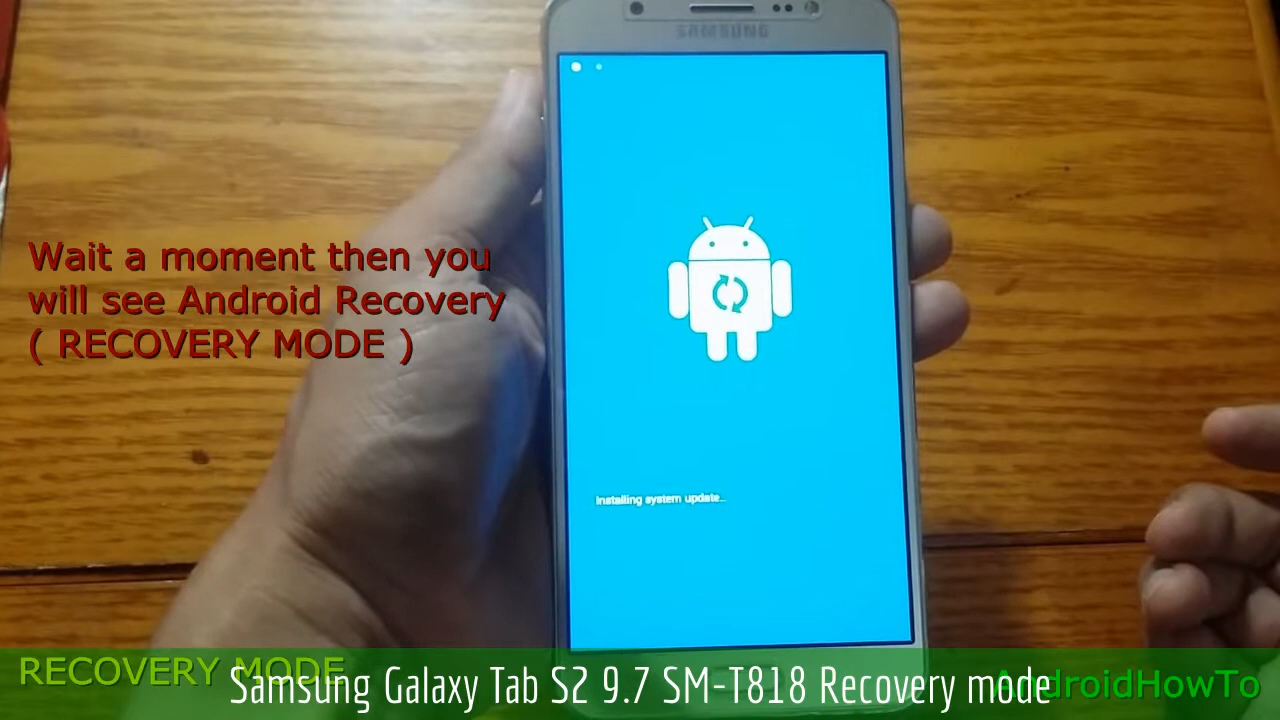 SAMSUNG
Wait a moment then you
will see Android Recovery
( RECOVERY MODE )
Installing system update...
RECOVERY MODE
Samsung Galaxy Tab S2 9.7 SM-T818 Recovery mode
AndroidHowTo